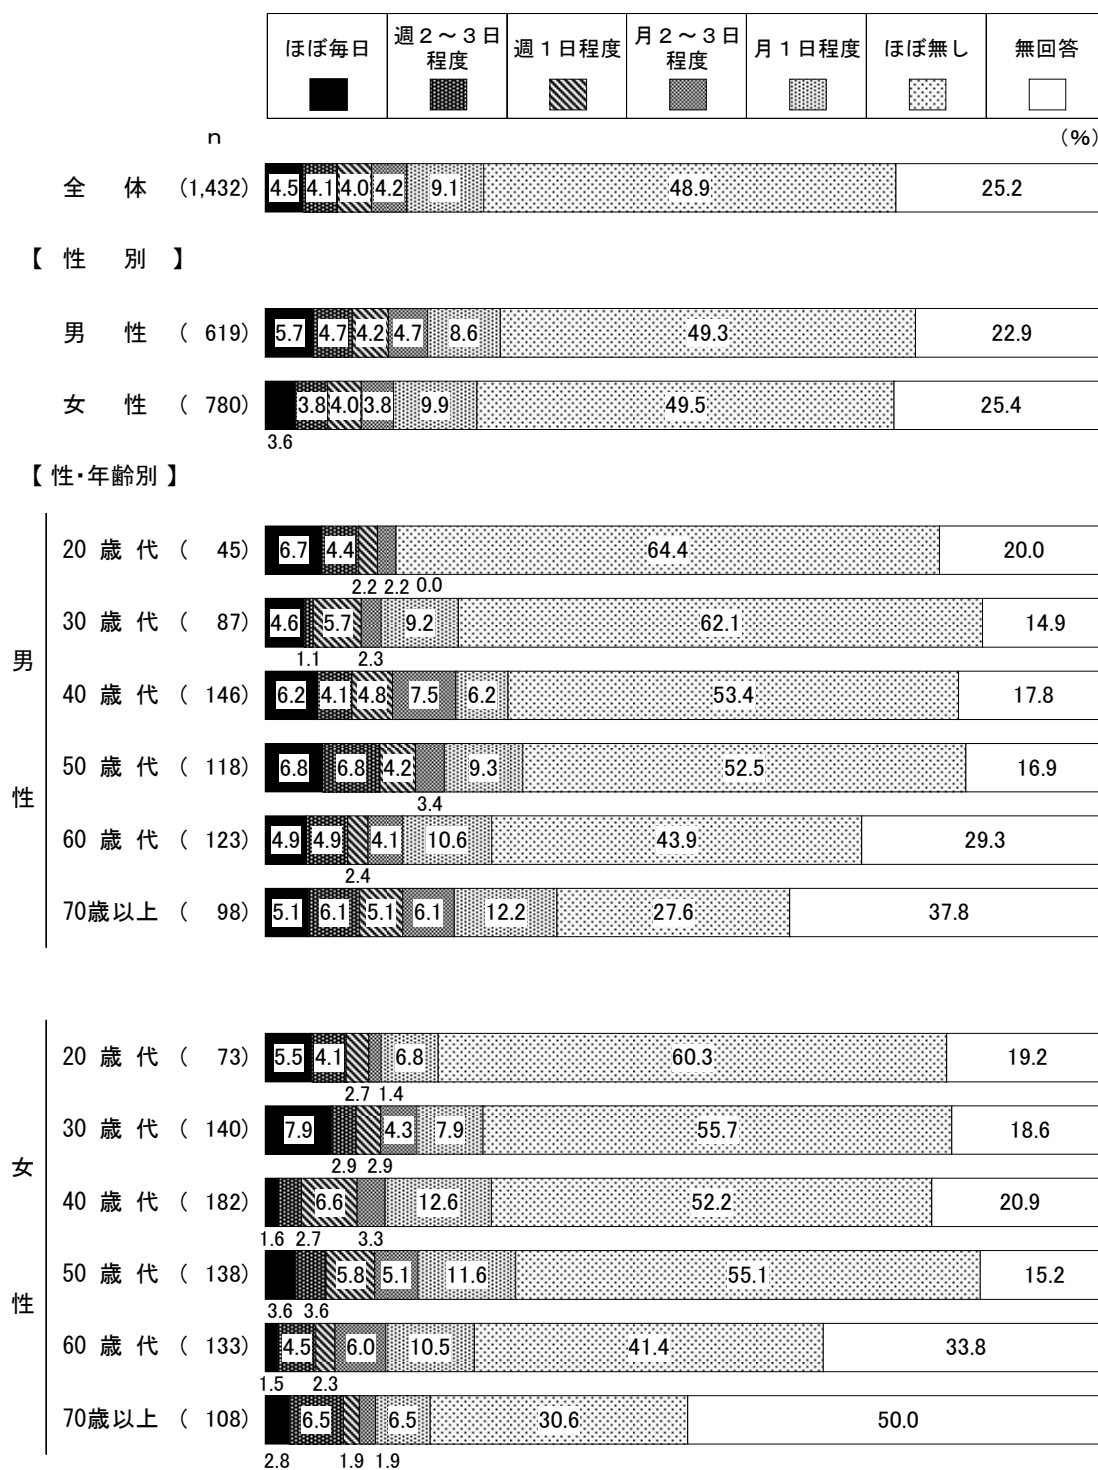 ほぼ毎日 週２～３日程度 週１日程度 月２～３日程度 月１日程度 ほぼ無し 無回答
n (%)
全 体 (1,432) 4.5 4.1 4.0 4.2 9.1 48.9 25.2
【 性 別 】
男 性 ( 619) 5.7 4.7 4.2 4.7 8.6 49.3 22.9
女 性 ( 780) 3.6 3.8 4.0 3.8 9.9 49.5 25.4
【 性・年齢別 】
男性
20 歳 代 ( 45) 6.7 4.4 2.2 2.2 0.0 64.4 20.0
30 歳 代 ( 87) 4.6 1.1 5.7 2.3 9.2 62.1 14.9
40 歳 代 ( 146) 6.2 4.1 4.8 7.5 6.2 53.4 17.8
50 歳 代 ( 118) 6.8 6.8 4.2 3.4 9.3 52.5 16.9
60 歳 代 ( 123) 4.9 4.9 2.4 4.1 10.6 43.9 29.3
70歳以上 ( 98) 5.1 6.1 5.1 6.1 12.2 27.6 37.8
女性
20 歳 代 ( 73) 5.5 4.1 2.7 1.4 6.8 60.3 19.2
30 歳 代 ( 140) 7.9 2.9 2.9 4.3 7.9 55.7 18.6
40 歳 代 ( 182) 1.6 2.7 6.6 3.3 12.6 52.2 20.9
50 歳 代 ( 138) 3.6 3.6 5.8 5.1 11.6 55.1 15.2
60 歳 代 ( 133) 1.5 4.5 2.3 6.0 10.5 41.4 33.8
70歳以上 ( 108) 2.8 6.5 1.9 1.9 6.5 30.6 50.0